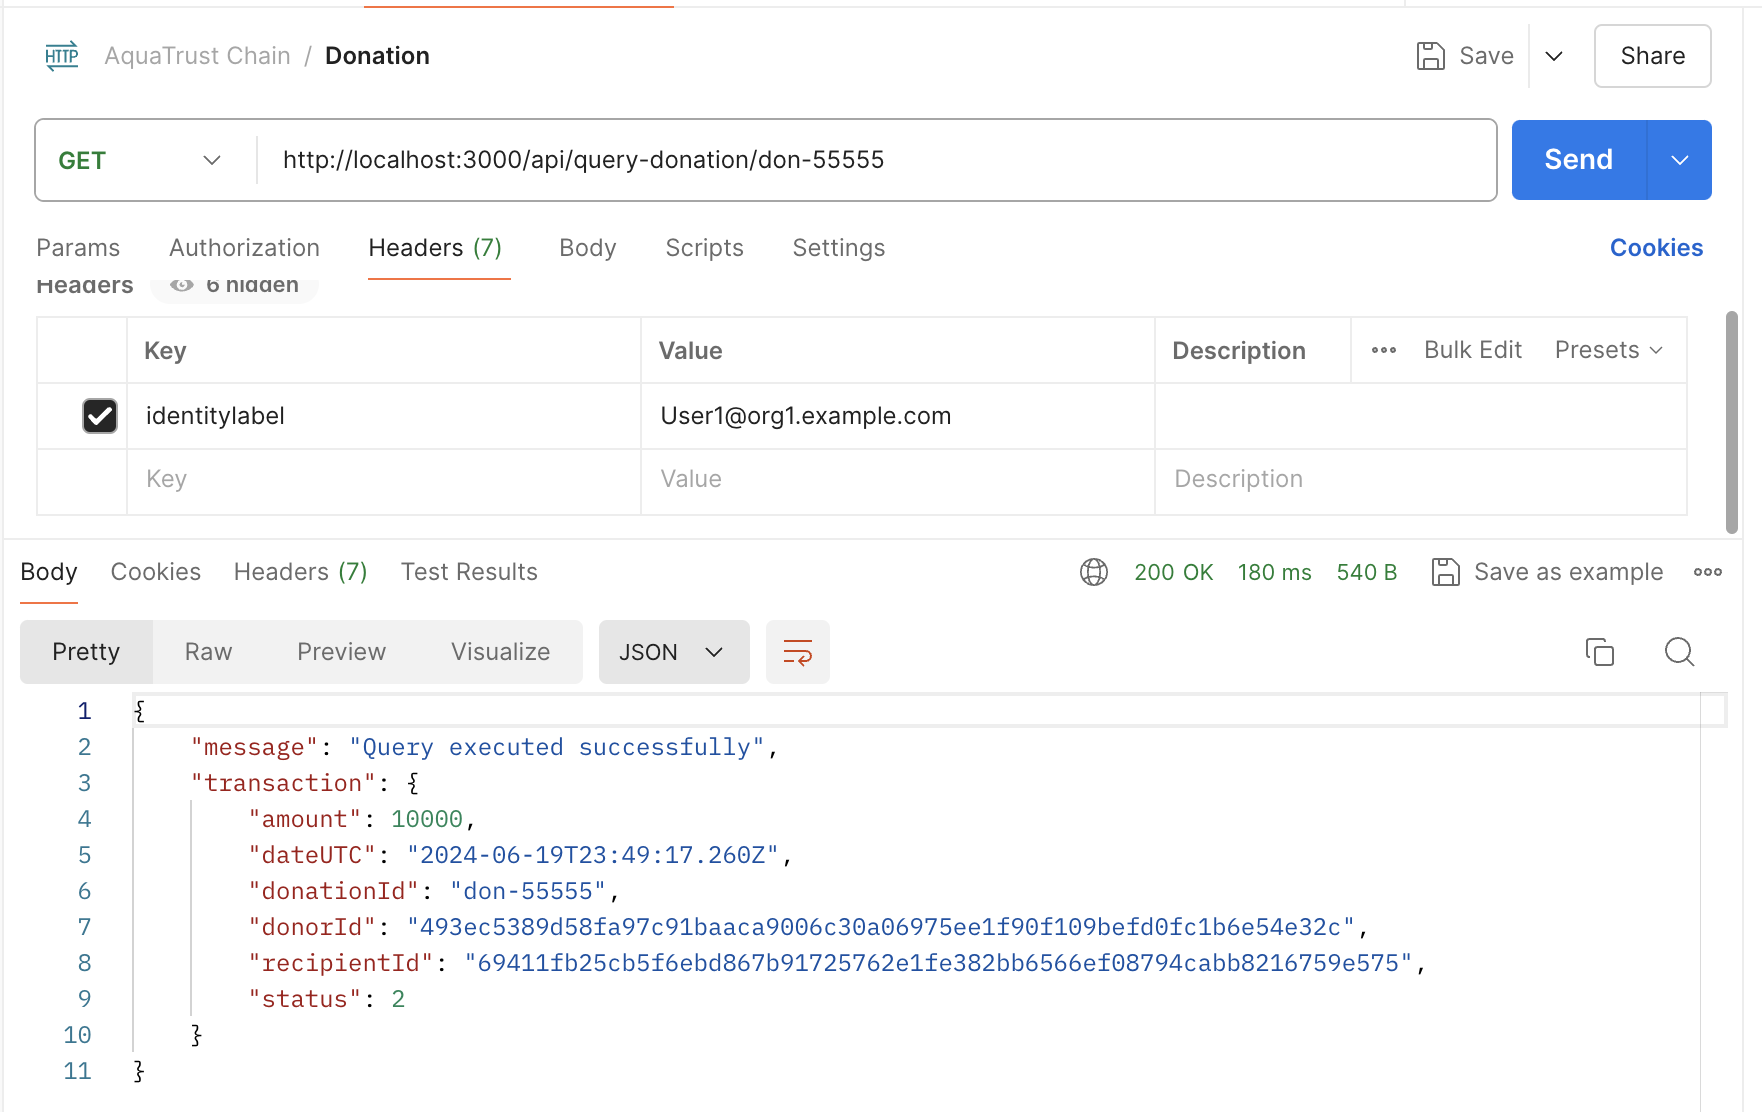 HTTP AquaTrust Chain / Donation Save Share
GET http://localhost:3000/api/query-donation/don-55555 Send
Params Authorization Headers (7) Body Scripts Settings Cookies
Headers 6 hidden
Key Value Description Bulk Edit Presets
identitylabel User1@org1.example.com
Key Value Description
Body Cookies Headers (7) Test Results 200 OK 180 ms 540 B Save as example
Pretty Raw Preview Visualize JSON
1 {
2 "message": "Query executed successfully",
3 "transaction": {
4 "amount": 10000,
5 "dateUTC": "2024-06-19T23:49:17.260Z",
6 "donationId": "don-55555",
7 "donorId": "493ec5389d58fa97c91baaca9006c30a06975ee1f90f109befd0fc1b6e54e32c",
8 "recipientId": "69411fb25cb5f6ebd867b91725762e1fe382bb6566ef08794cabb8216759e575",
9 "status": 2
10 }
11 }